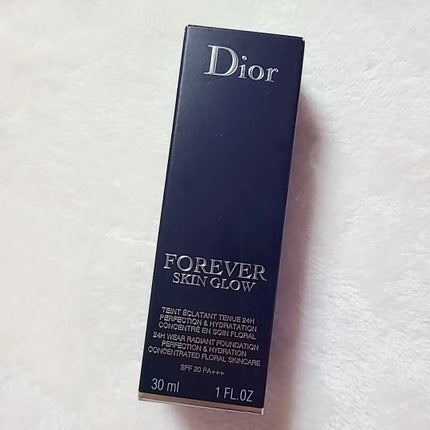 Dior
FOREVER
SKIN GLOW
TEINT ÉCLATANT TENUE 24H
PERFECTION & HYDRATATION
CONCENTRÉ EN SOIN FLORAL
24H WEAR RADIANT FOUNDATION
PERFECTION & HYDRATION
CONCENTRATED FLORAL SKINCARE
SPF 20 PA+++
30 ml 1 FL.OZ